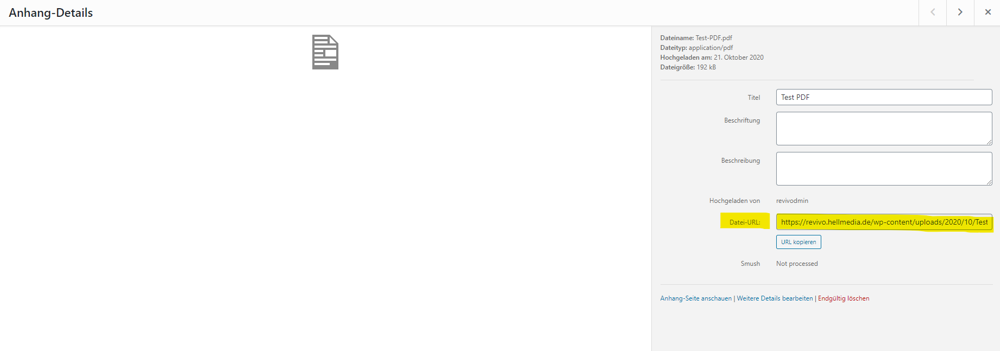 Anhang-Details
Dateiname: Test-PDF.pdf
Dateityp: application/pdf
Hochgeladen am: 21. Oktober 2020
Dateigröße: 192 kB
Titel Test PDF
Beschriftung
Beschreibung
Hochgeladen von revivodmin
Datei-URL: https://revivo.hellmedia.de/wp-content/uploads/2020/10/Test
URL kopieren
Smush Not processed
Anhang-Seite anschauen | Weitere Details bearbeiten | Endgültig löschen